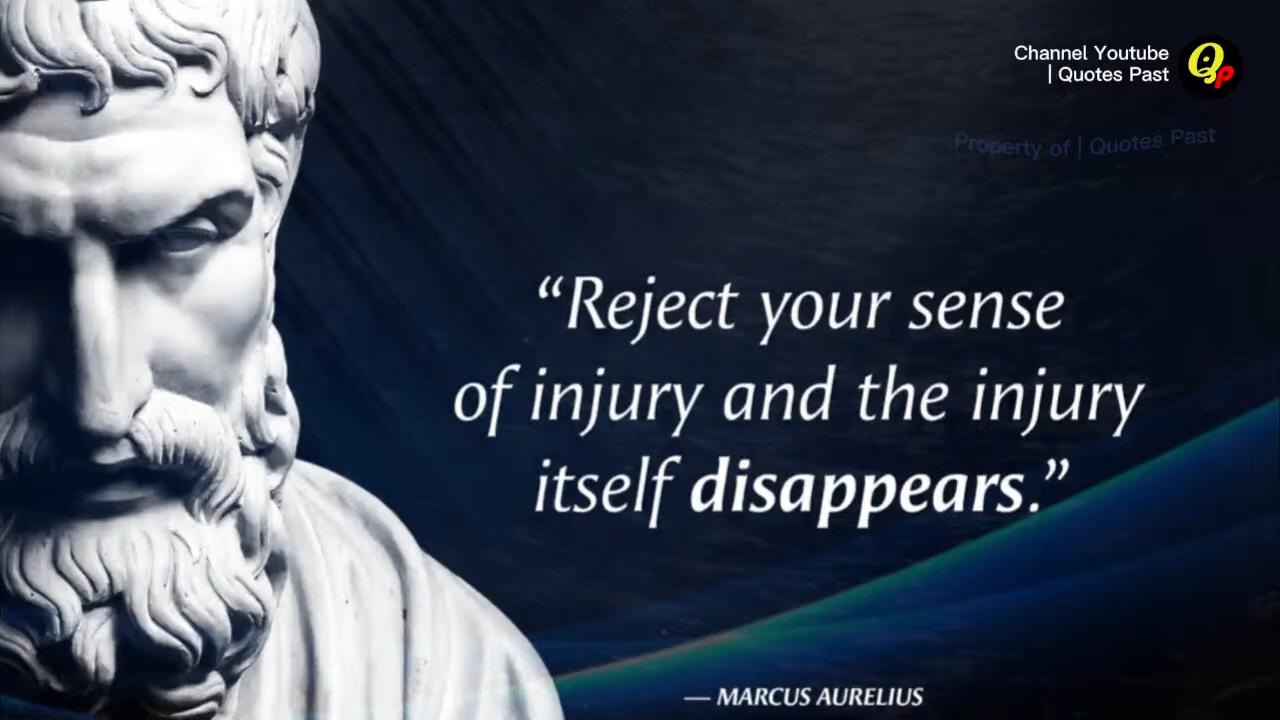 Channel Youtube
| Quotes Past
Qp
Property of | Quotes Past
“Reject your sense
of injury and the injury
itself disappears.”
— MARCUS AURELIUS